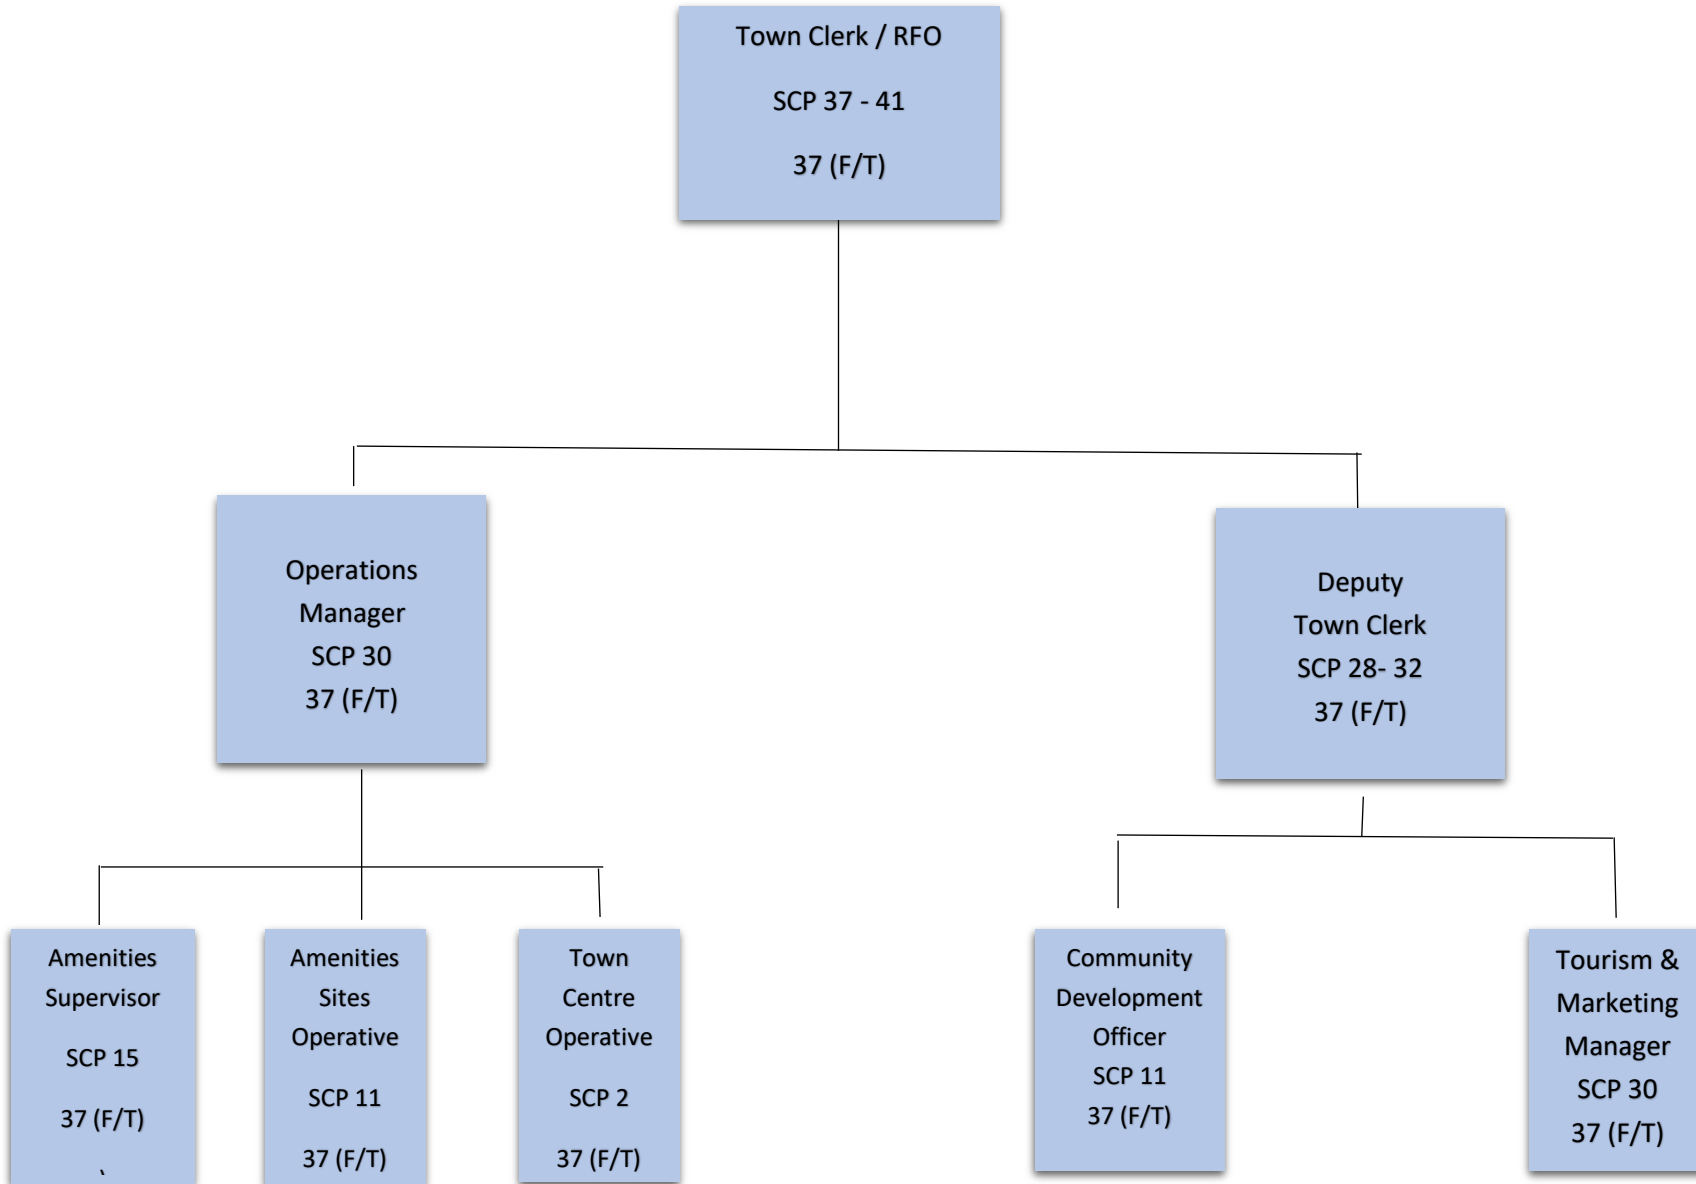 Town Clerk / RFO
SCP 37 - 41
37 (F/T)
Operations
Manager
SCP 30
37 (F/T)
Deputy
Town Clerk
SCP 28- 32
37 (F/T)
Amenities
Supervisor
SCP 15
37 (F/T)
\
Amenities
Sites
Operative
SCP 11
37 (F/T)
Town
Centre
Operative
SCP 2
37 (F/T)
Community
Development
Officer
SCP 11
37 (F/T)
Tourism &
Marketing
Manager
SCP 30
37 (F/T)